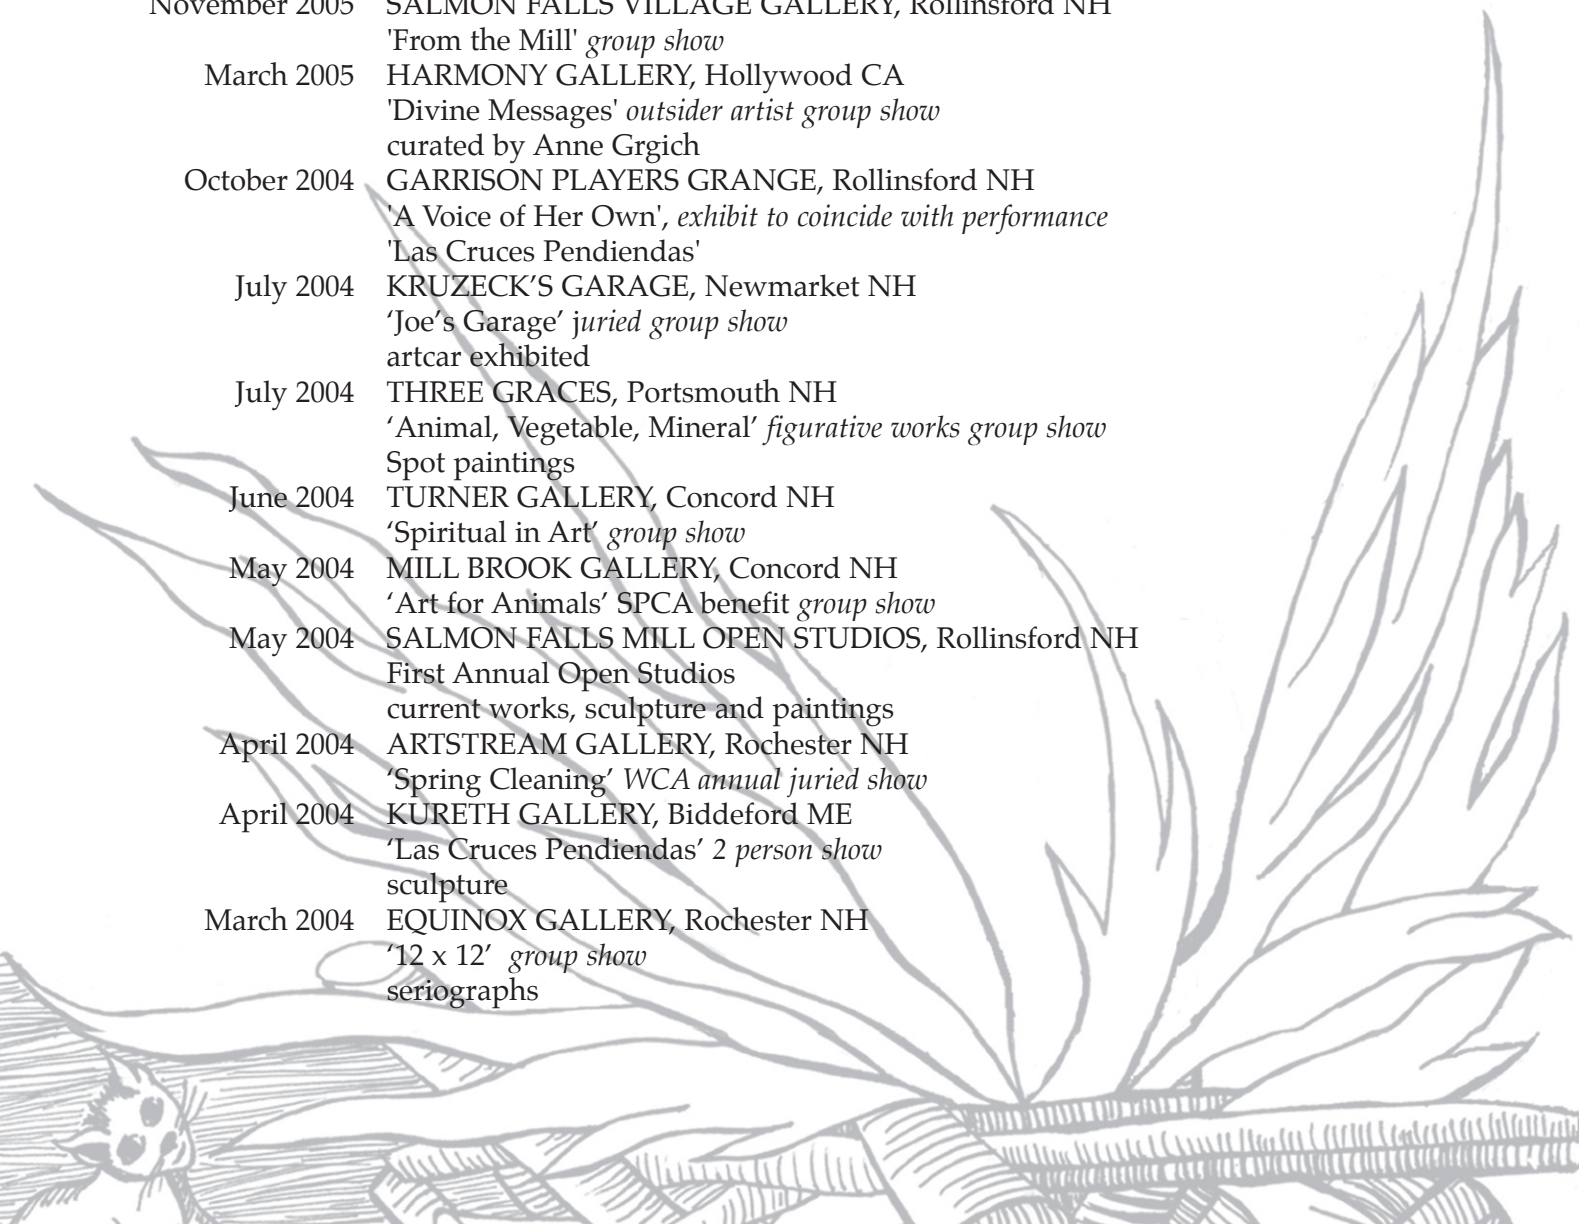 November 2005 SALMON FALLS VILLAGE GALLERY, Rollinsford NH
'From the Mill' group show
March 2005 HARMONY GALLERY, Hollywood CA
'Divine Messages' outsider artist group show
curated by Anne Grgich
October 2004 GARRISON PLAYERS GRANGE, Rollinsford NH
'A Voice of Her Own', exhibit to coincide with performance
'Las Cruces Pendiendas'
July 2004 KRUZECK’S GARAGE, Newmarket NH
‘Joe’s Garage’ juried group show
artcar exhibited
July 2004 THREE GRACES, Portsmouth NH
‘Animal, Vegetable, Mineral’ figurative works group show
Spot paintings
June 2004 TURNER GALLERY, Concord NH
‘Spiritual in Art’ group show
May 2004 MILL BROOK GALLERY, Concord NH
‘Art for Animals’ SPCA benefit group show
May 2004 SALMON FALLS MILL OPEN STUDIOS, Rollinsford NH
First Annual Open Studios
current works, sculpture and paintings
April 2004 ARTSTREAM GALLERY, Rochester NH
‘Spring Cleaning’ WCA annual juried show
April 2004 KURETH GALLERY, Biddeford ME
‘Las Cruces Pendiendas’ 2 person show
sculpture
March 2004 EQUINOX GALLERY, Rochester NH
‘12 x 12’ group show
seriographs